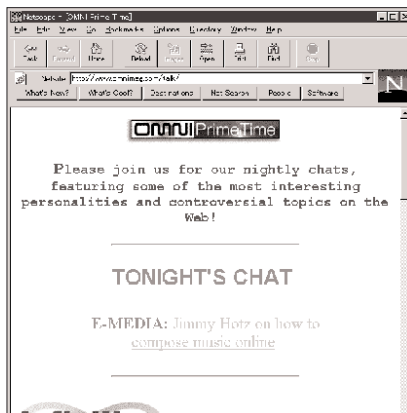 Netscape - [OMNI Prime Time]
File Edit View Go Bookmarks Options Directory Window Help
Back Forward Home Reload Images Open Print Find Stop
Netsite: http://www.omnimag.com/talk/
What's New? What's Cool? Destinations Net Search People Software
N
OMNI PrimeTime
Please join us for our nightly chats,
featuring some of the most interesting
personalities and controversial topics on the
Web!
TONIGHT'S CHAT
E-MEDIA: Jimmy Hotz on how to
compose music online